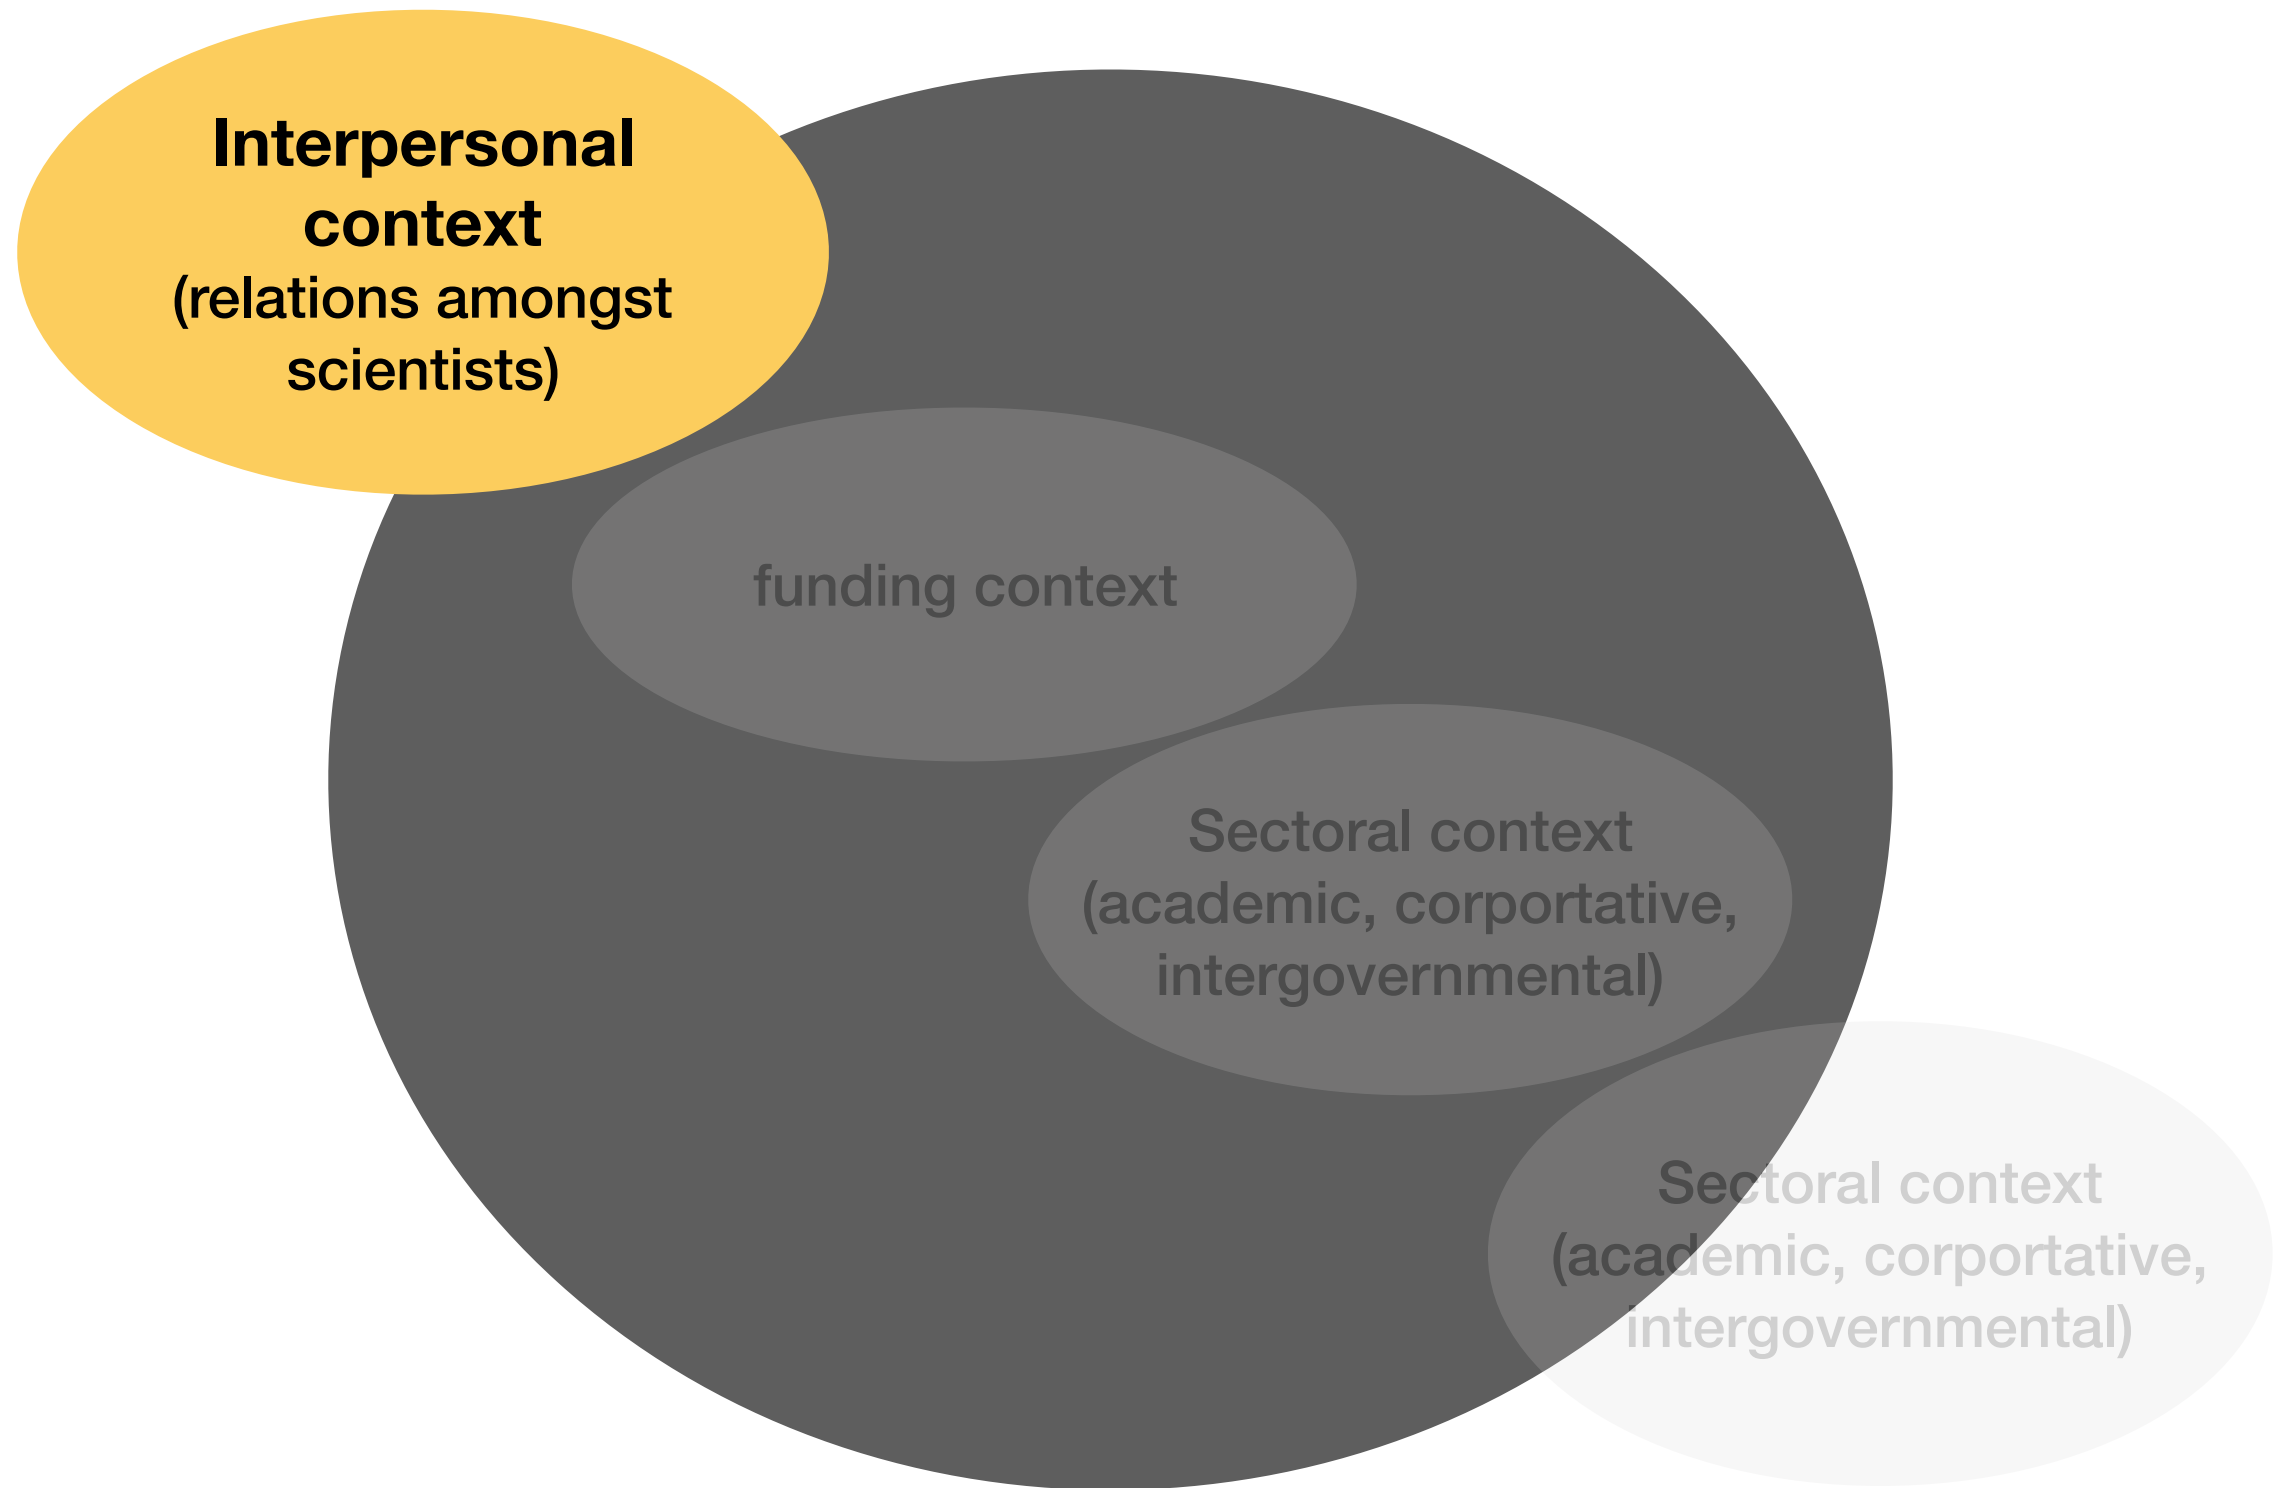 Interpersonal
context
(relations amongst
scientists)
funding context
Sectoral context
(academic, corportative,
intergovernmental)
Sectoral context
(academic, corportative,
intergovernmental)